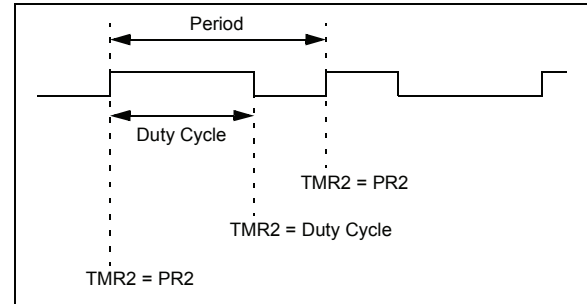 Period
Duty Cycle
TMR2 = PR2
TMR2 = Duty Cycle
TMR2 = PR2